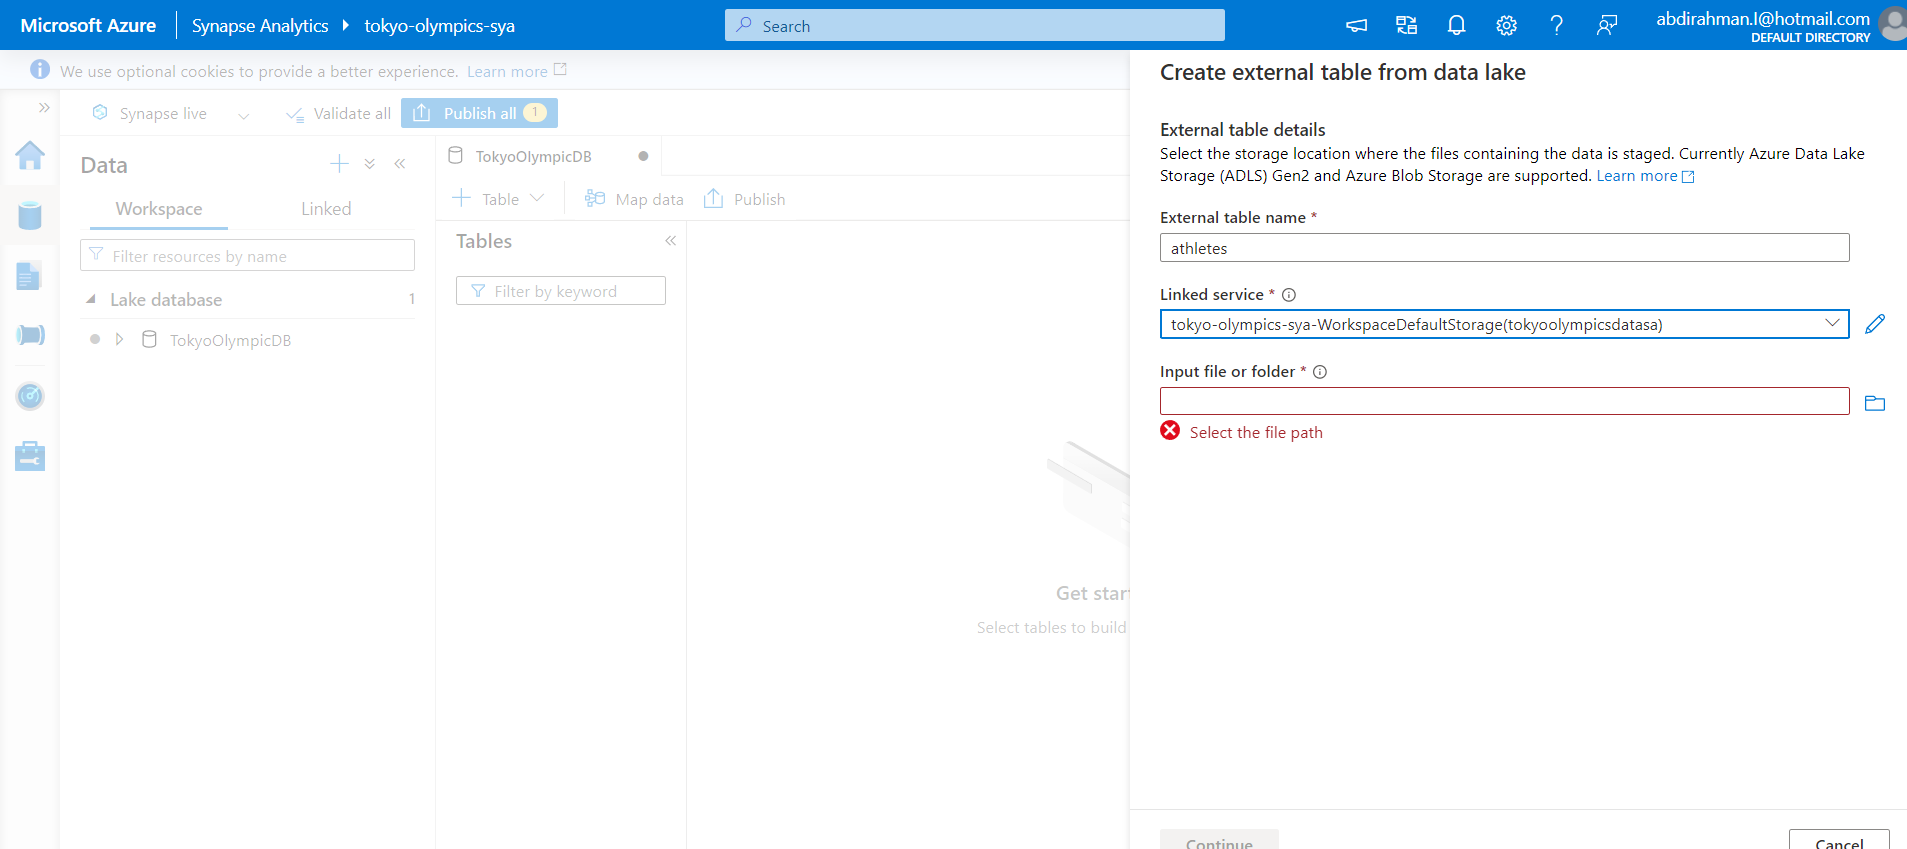 Microsoft Azure
Synapse Analytics
tokyo-olympics-sya
Search
abdirahman.l@hotmail.com
DEFAULT DIRECTORY
We use optional cookies to provide a better experience. Learn more
Synapse live
Validate all
Publish all 1
Data
Workspace
Linked
Filter resources by name
Lake database 1
TokyoOlympicDB
TokyoOlympicDB
Table
Map data
Publish
Tables
Filter by keyword
Get start
Select tables to build
Create external table from data lake
External table details
Select the storage location where the files containing the data is staged. Currently Azure Data Lake
Storage (ADLS) Gen2 and Azure Blob Storage are supported. Learn more
External table name *
athletes
Linked service *
tokyo-olympics-sya-WorkspaceDefaultStorage(tokyoolympicsdatasa)
Input file or folder *
Select the file path
Continue
Cancel